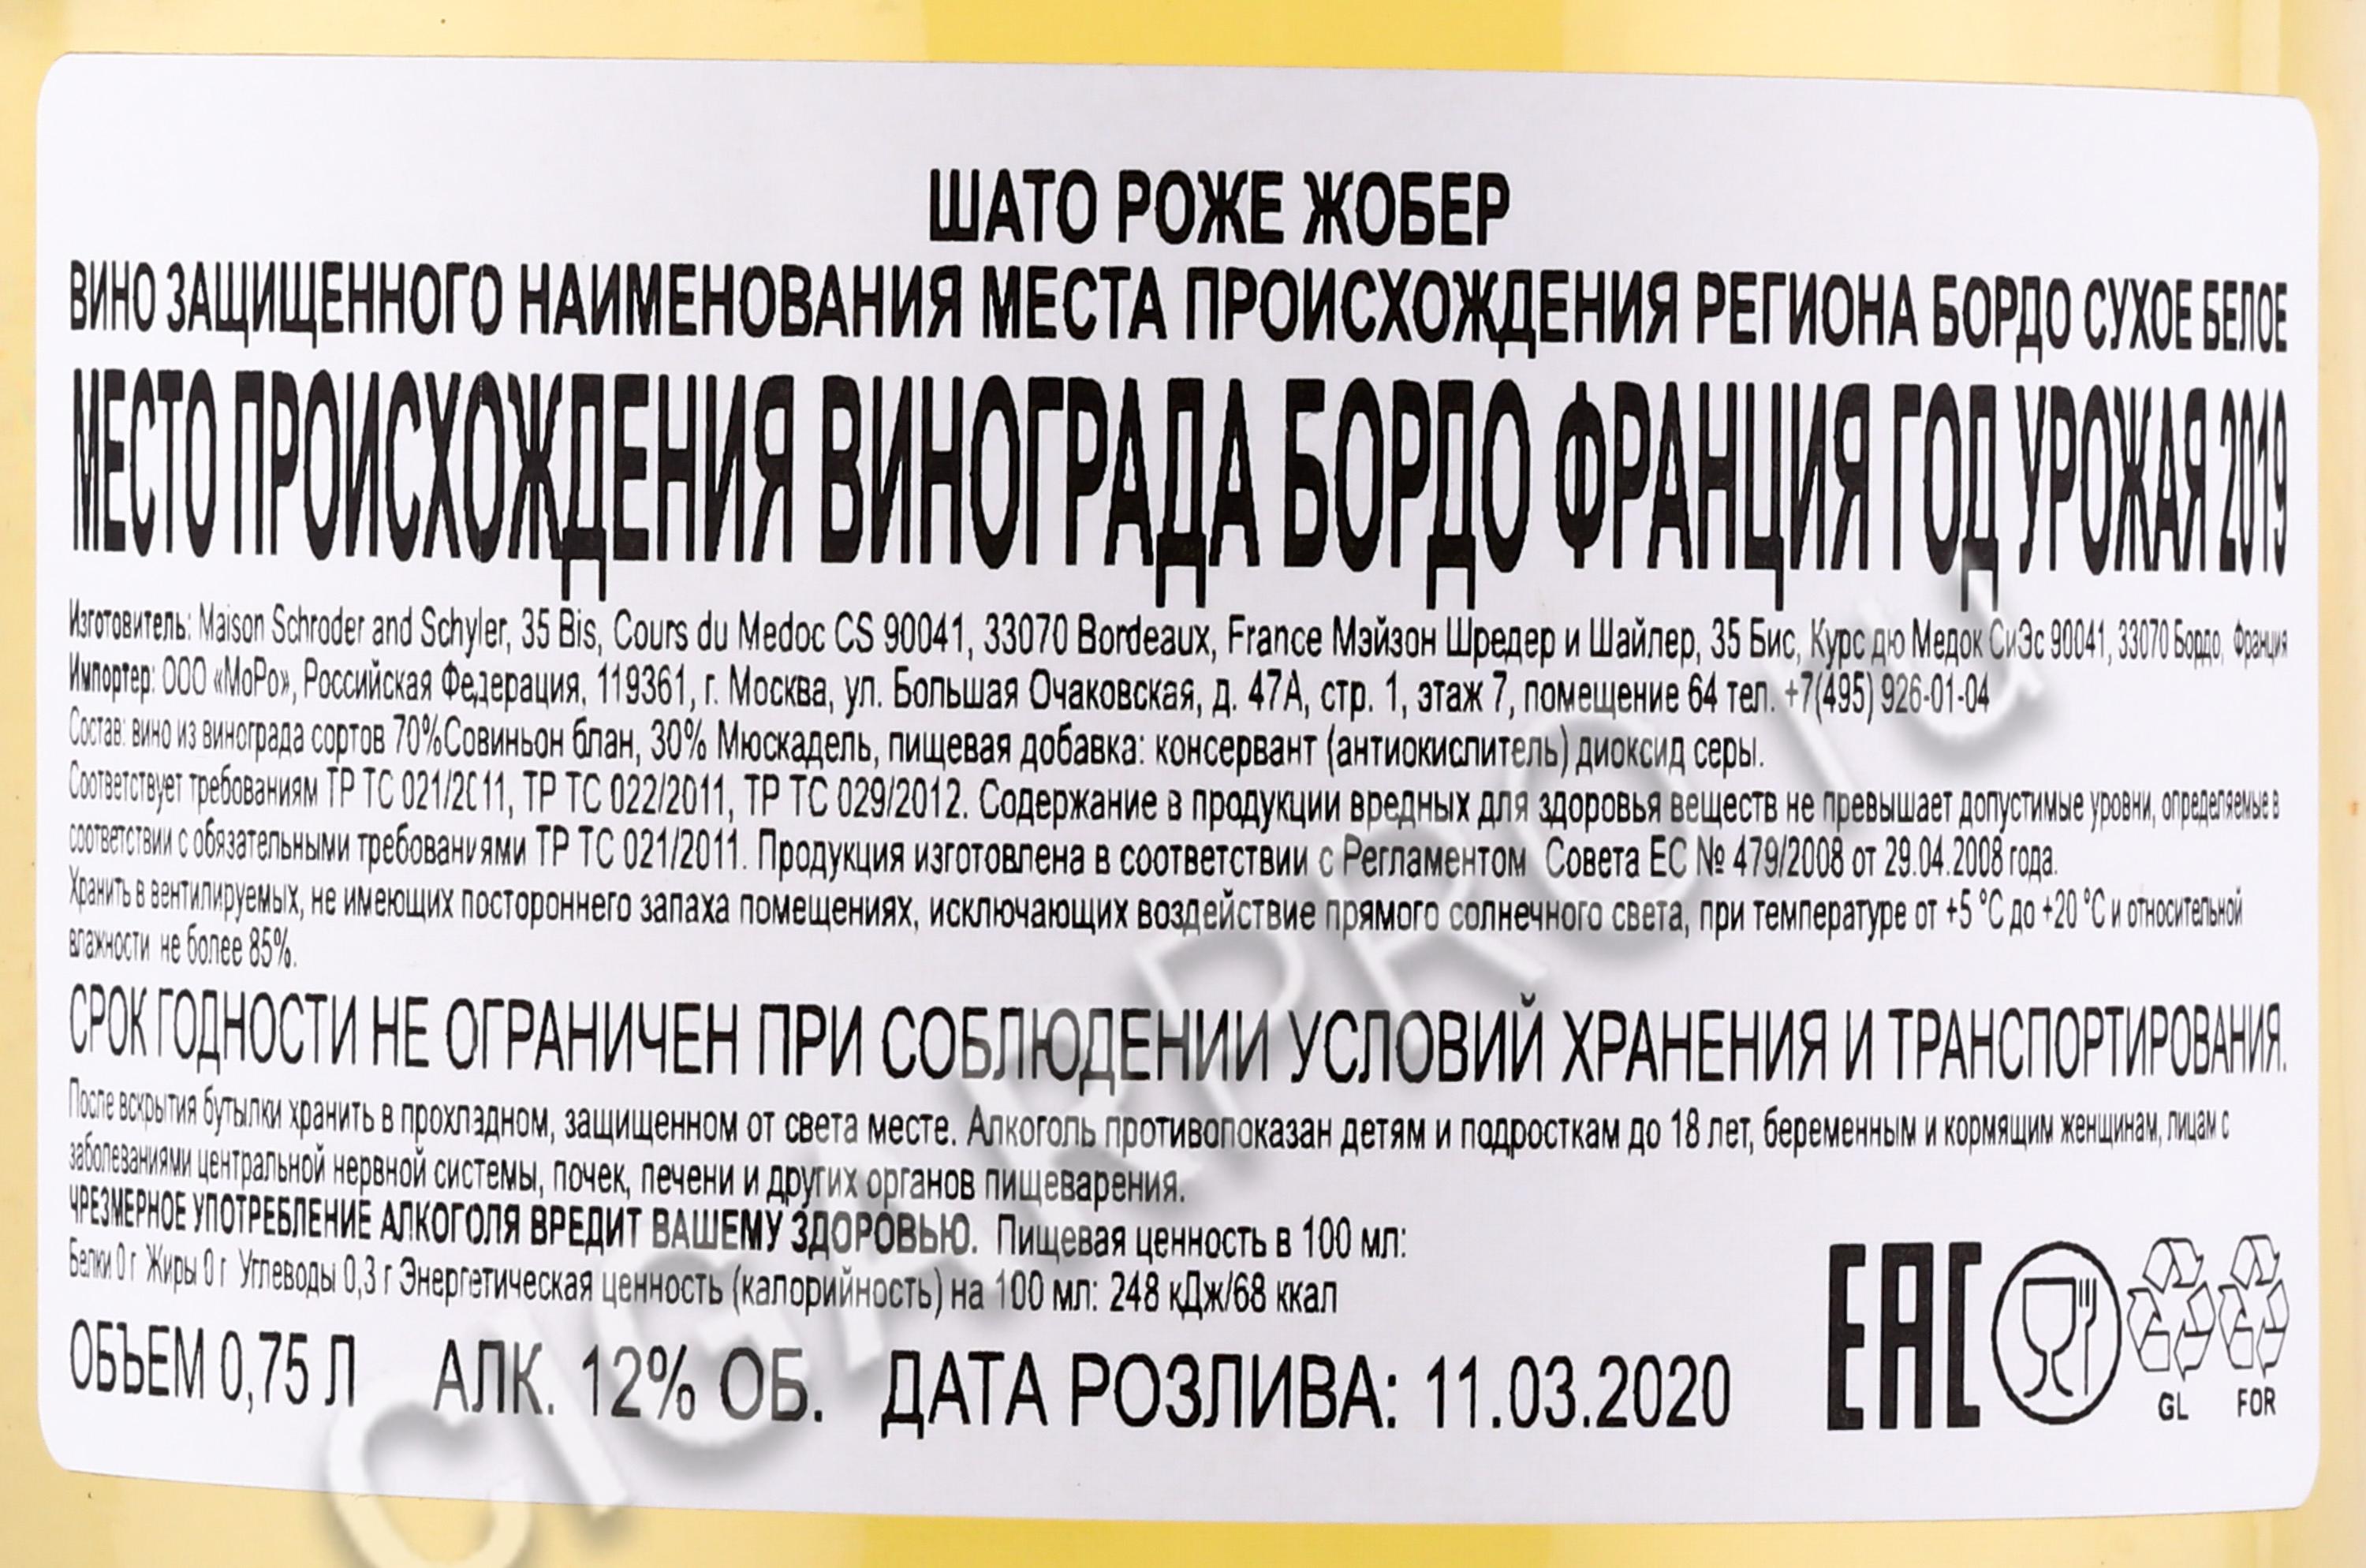 ШАТО РОЖЕ ЖОБЕР
ВИНО ЗАЩИЩЕННОГО НАИМЕНОВАНИЯ МЕСТА ПРОИСХОЖДЕНИЯ РЕГИОНА БОРДО СУХОЕ БЕЛОЕ
МЕСТО ПРОИСХОЖДЕНИЯ ВИНОГРАДА БОРДО ФРАНЦИЯ ГОД УРОЖАЯ 2019
Изготовитель: Maison Schroder and Schyler, 35 Bis, Cours du Medoc CS 90041, 33070 Bordeaux, France Мэйзон Шредер и Шайлер, 35 Бис, Курс дю Медок СиЭс 90041, 33070 Бордо, Франция
Импортер: ООО «МоРо», Российская Федерация, 119361, г. Москва, ул. Большая Очаковская, д. 47А, стр. 1, этаж 7, помещение 64 тел. +7(495) 926-01-04
Состав: вино из винограда сортов 70%Совиньон блан, 30% Мюскадель, пищевая добавка: консервант (антиокислитель) диоксид серы.
Соответствует требованиям ТР ТС 021/2011, ТР ТС 022/2011, ТР ТС 029/2012. Содержание в продукции вредных для здоровья веществ не превышает допустимые уровни, определяемые в
соответствии с обязательными требованиями ТР ТС 021/2011. Продукция изготовлена в соответствии с Регламентом Совета ЕС № 479/2008 от 29.04.2008 года.
Хранить в вентилируемых, не имеющих постороннего запаха помещениях, исключающих воздействие прямого солнечного света, при температуре от +5 °С до +20 °С и относительной
влажности не более 85%.
СРОК ГОДНОСТИ НЕ ОГРАНИЧЕН ПРИ СОБЛЮДЕНИИ УСЛОВИЙ ХРАНЕНИЯ И ТРАНСПОРТИРОВАНИЯ.
После вскрытия бутылки хранить в прохладном, защищенном от света месте. Алкоголь противопоказан детям и подросткам до 18 лет, беременным и кормящим женщинам, лицам с
заболеваниями центральной нервной системы, почек, печени и других органов пищеварения.
ЧРЕЗМЕРНОЕ УПОТРЕБЛЕНИЕ АЛКОГОЛЯ ВРЕДИТ ВАШЕМУ ЗДОРОВЬЮ. Пищевая ценность в 100 мл:
Белки 0 г Жиры 0 г Углеводы 0,3 г Энергетическая ценность (калорийность) на 100 мл: 248 кДж/68 ккал
ОБЪЕМ 0,75 Л АЛК. 12% ОБ. ДАТА РОЗЛИВА: 11.03.2020
EAC
GL FOR
CIGARPRO.ru